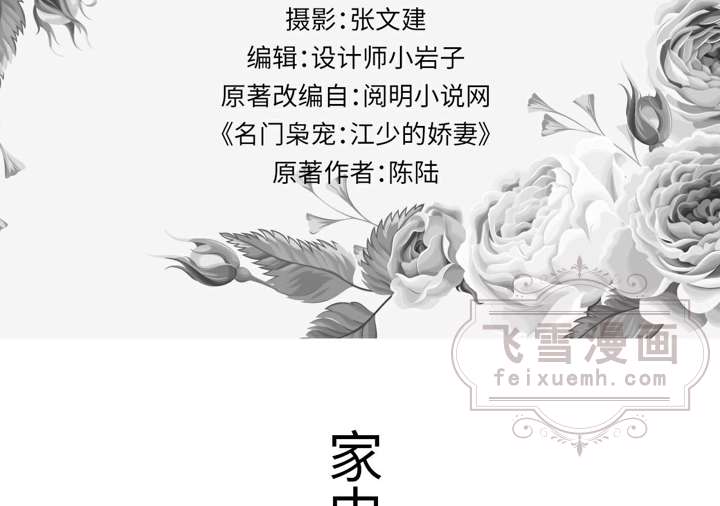 摄影：张文建
编辑：设计师小岩子
原著改编自：阅明小说网
《名门枭宠：江少的娇妻》
原著作者：陈陆
飞雪漫画
feixuemh.com
家